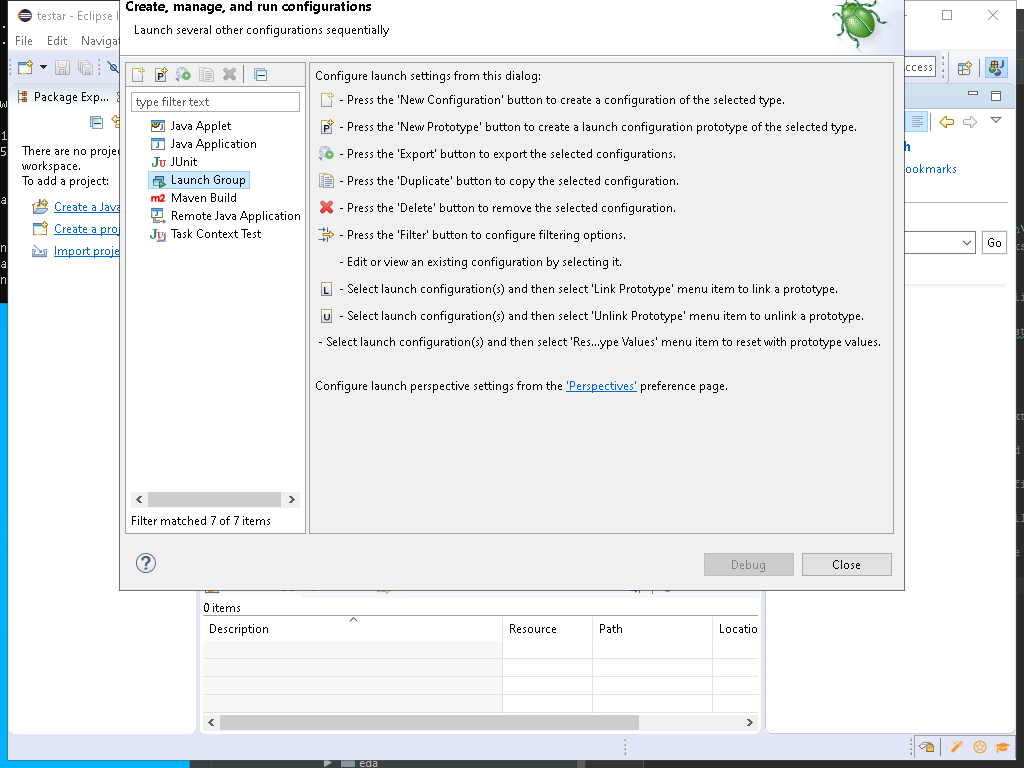 testar - Eclipse I
File Edit Navigat
Create, manage, and run configurations
Launch several other configurations sequentially
Package Exp...
There are no projec
workspace.
To add a project:
Create a Java
Create a proj
Import proje
type filter text
Java Applet
Java Application
JUnit
Launch Group
Maven Build
Remote Java Application
Task Context Test
Filter matched 7 of 7 items
Configure launch settings from this dialog:
- Press the 'New Configuration' button to create a configuration of the selected type.
- Press the 'New Prototype' button to create a launch configuration prototype of the selected type.
- Press the 'Export' button to export the selected configurations.
- Press the 'Duplicate' button to copy the selected configuration.
- Press the 'Delete' button to remove the selected configuration.
- Press the 'Filter' button to configure filtering options.
- Edit or view an existing configuration by selecting it.
- Select launch configuration(s) and then select 'Link Prototype' menu item to link a prototype.
- Select launch configuration(s) and then select 'Unlink Prototype' menu item to unlink a prototype.
- Select launch configuration(s) and then select 'Res...ype Values' menu item to reset with prototype values.
Configure launch perspective settings from the 'Perspectives' preference page.
Debug Close
ccess
h
ookmarks
Go
0 items
Description Resource Path Locatio
eda